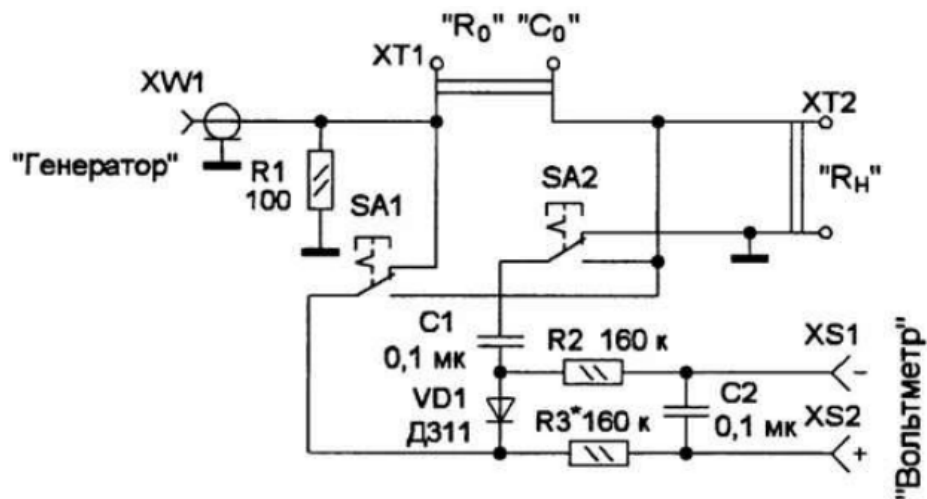 "R₀" "C₀"
XT1
XW1
XT2
"Генератор"
R1
100
SA1
SA2
"Rн"
C1
0,1 мк
R2 160 к
XS1
−
VD1
Д311
C2
0,1 мк
R3* 160 к
XS2
+
"Вольтметр"